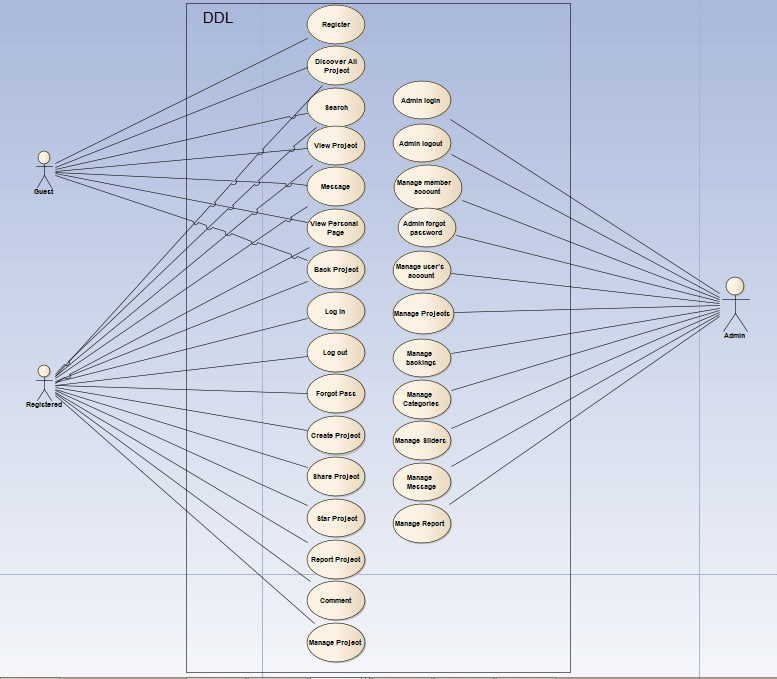 DDL
Register
Discover All
Project
Search
View Project
Message
View Personal
Page
Back Project
Log in
Log out
Forgot Pass
Create Project
Share Project
Star Project
Report Project
Comment
Manage Project
Admin login
Admin logout
Manage member
account
Admin forgot
password
Manage user's
account
Manage Projects
Manage
backings
Manage
Categories
Manage Sliders
Manage
Message
Manage Report
Guest
Registered
Admin